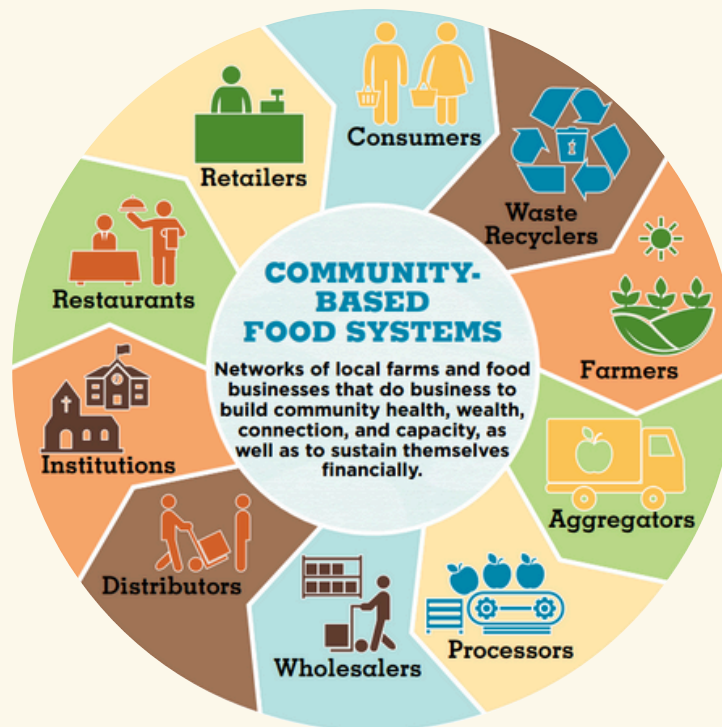 Consumers
Waste
Recyclers
Farmers
Aggregators
Processors
Wholesalers
Distributors
Institutions
Restaurants
Retailers
COMMUNITY-
BASED
FOOD SYSTEMS
Networks of local farms and food
businesses that do business to
build community health, wealth,
connection, and capacity, as
well as to sustain themselves
financially.